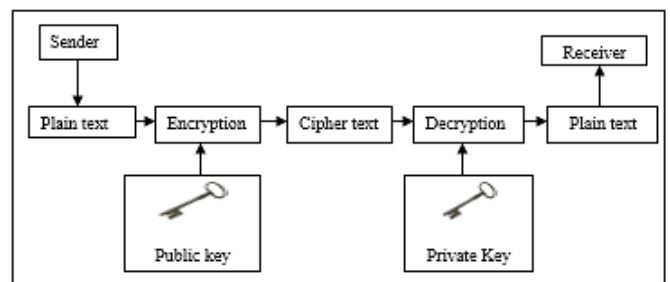 Sender
Receiver
Plain text
Encryption
Cipher text
Decryption
Plain text
Public key
Private Key